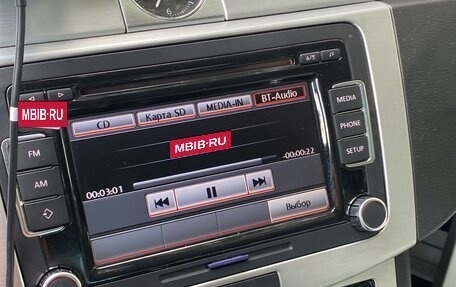 A/X
MBIB.RU
CD
Карта SD
MEDIA-IN
BT-Audio
MEDIA
PHONE
SETUP
FM
AM
MBIB.RU
00:03:01
-00:00:22
Выбор